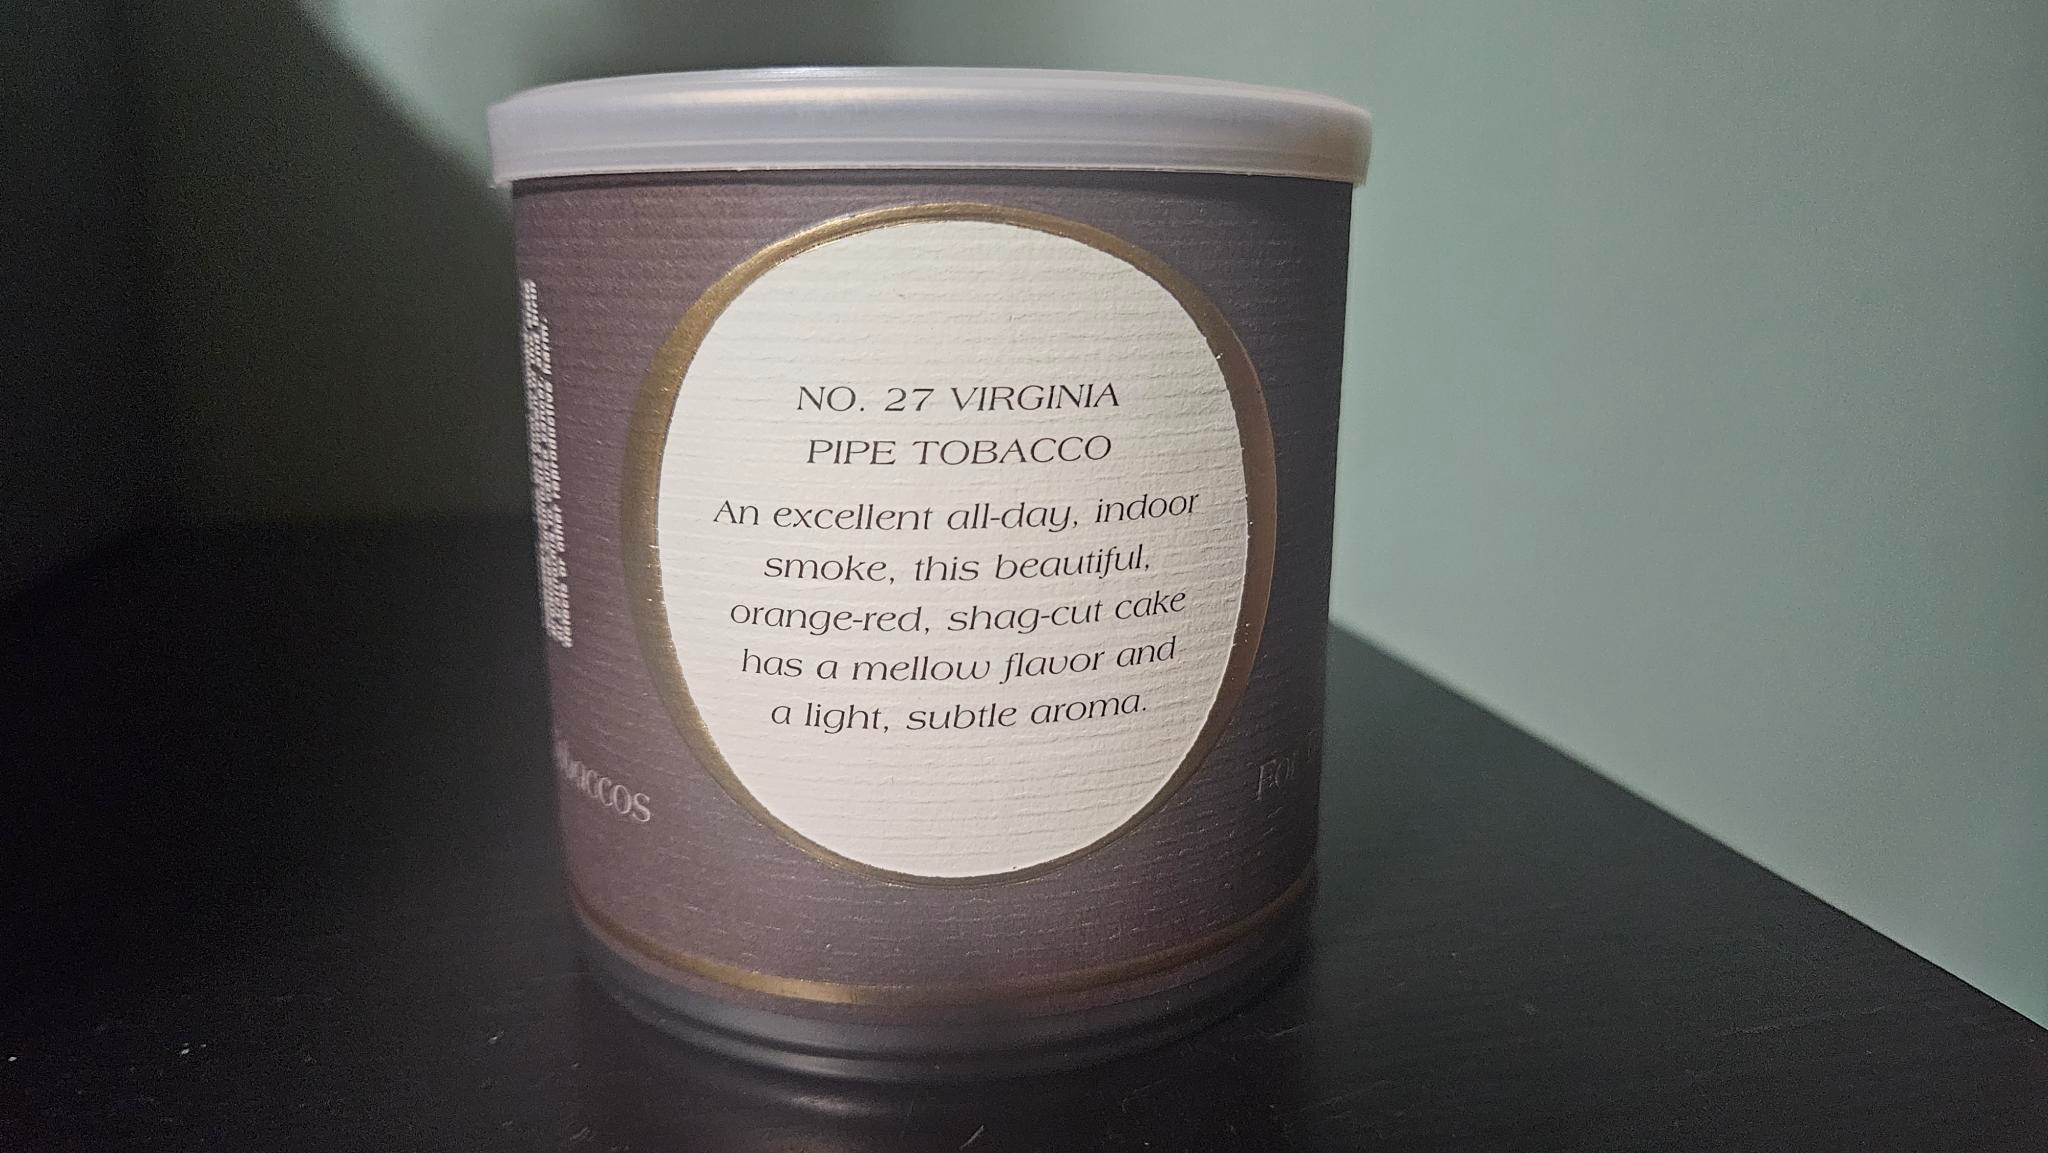 NO. 27 VIRGINIA
PIPE TOBACCO
An excellent all-day, indoor
smoke, this beautiful,
orange-red, shag-cut cake
has a mellow flavor and
a light, subtle aroma.